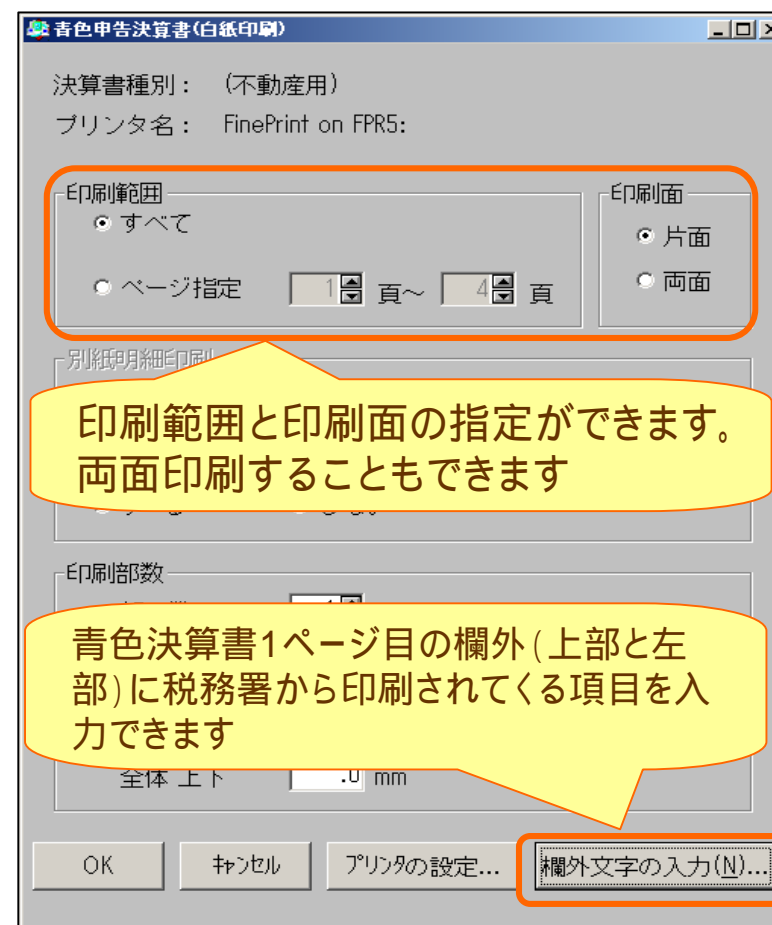 青色申告決算書(白紙印刷)
決算書種別： (不動産用)
プリンタ名： FinePrint on FPR5:
印刷範囲
印刷面
すべて
片面
ページ指定 1 頁～ 4 頁
両面
別紙明細印刷
印刷範囲と印刷面の指定ができます。
両面印刷することもできます
印刷部数
青色決算書1ページ目の欄外(上部と左
部)に税務署から印刷されてくる項目を入
力できます
全体 上下 .0 mm
OK
ｷｬﾝｾﾙ
ﾌﾟﾘﾝﾀの設定...
欄外文字の入力(N)...